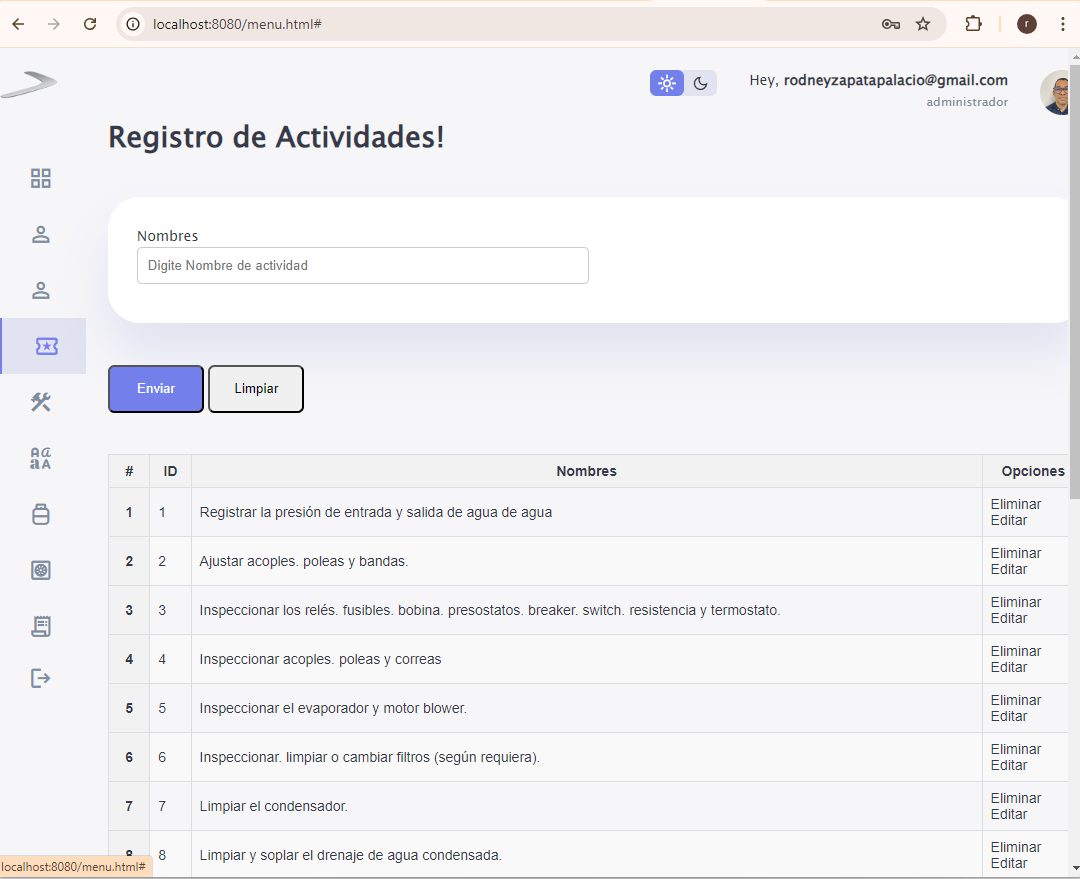 localhost:8080/menu.html#
r
Hey, rodneyzapatapalacio@gmail.com
administrador
Registro de Actividades!
Nombres
Digite Nombre de actividad
Enviar Limpiar
# ID Nombres Opciones
1 1 Registrar la presión de entrada y salida de agua de agua Eliminar
Editar
2 2 Ajustar acoples. poleas y bandas. Eliminar
Editar
3 3 Inspeccionar los relés. fusibles. bobina. presostatos. breaker. switch. resistencia y termostato. Eliminar
Editar
4 4 Inspeccionar acoples. poleas y correas Eliminar
Editar
5 5 Inspeccionar el evaporador y motor blower. Eliminar
Editar
6 6 Inspeccionar. limpiar o cambiar filtros (según requiera). Eliminar
Editar
7 7 Limpiar el condensador. Eliminar
Editar
8 8 Limpiar y soplar el drenaje de agua condensada. Eliminar
Editar
localhost:8080/menu.html#